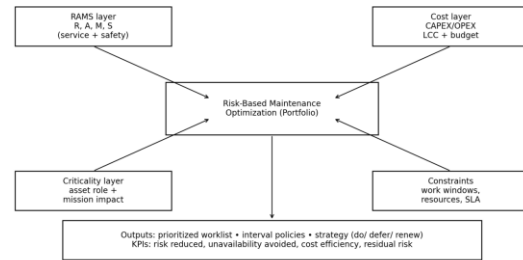 RAMS layer
R, A, M, S
(service + safety)
Cost layer
CAPEX/OPEX
LCC + budget
Risk-Based Maintenance
Optimization (Portfolio)
Criticality layer
asset role +
mission impact
Constraints
work windows,
resources, SLA
Outputs: prioritized worklist • interval policies • strategy (do/ defer/ renew)
KPIs: risk reduced, unavailability avoided, cost efficiency, residual risk